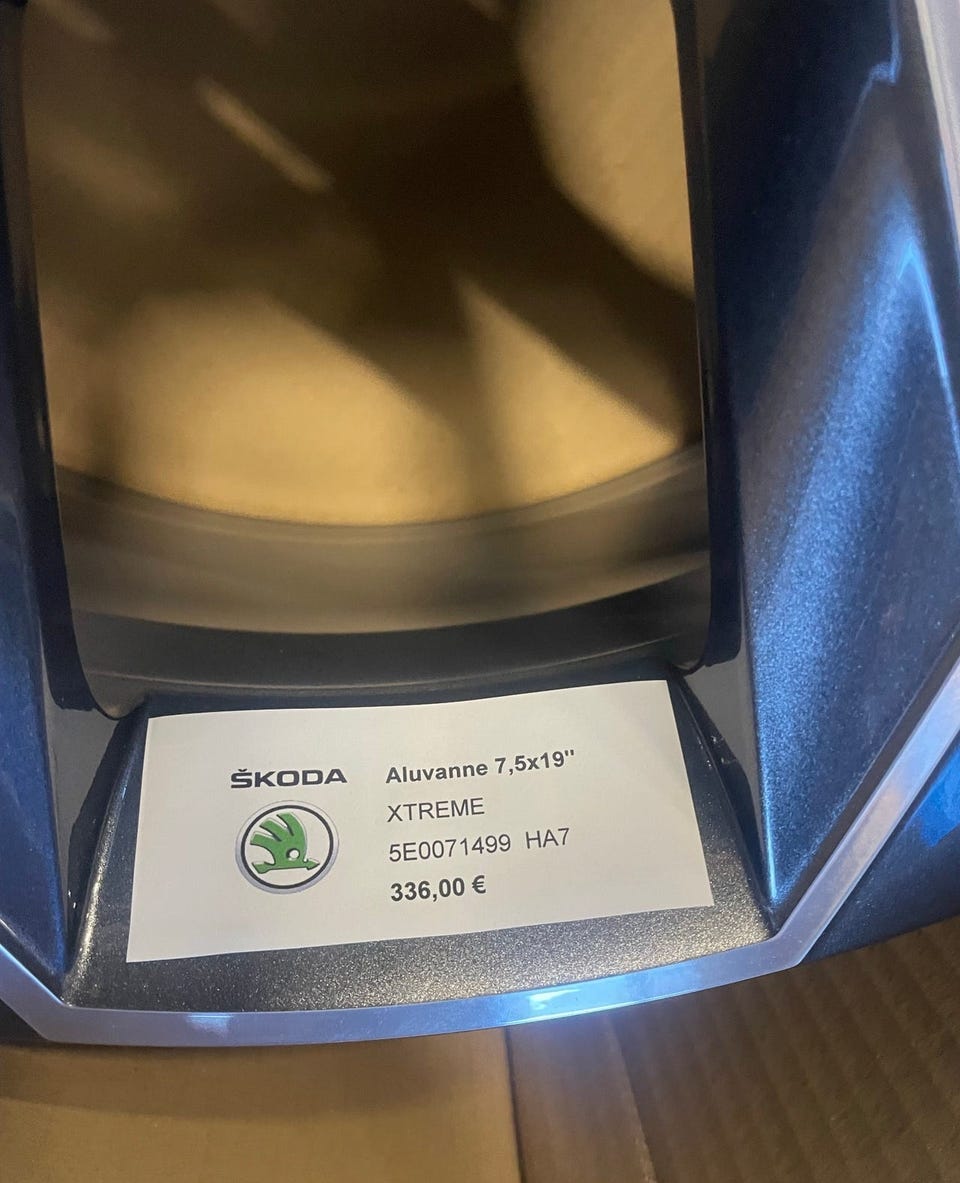 ŠKODA
Aluvanne 7,5x19"
XTREME
5E0071499 HA7
336,00 €